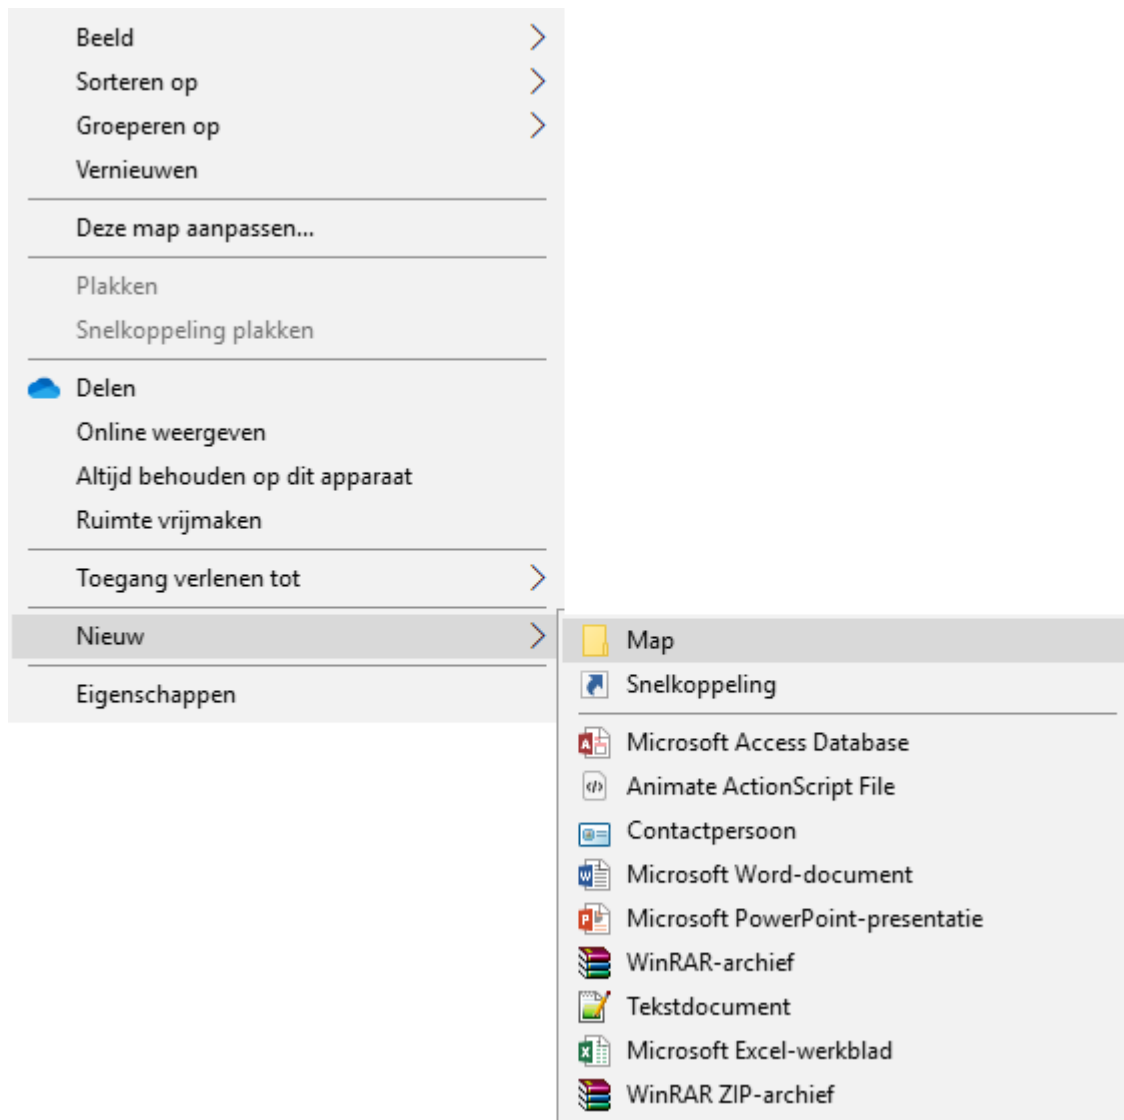 Beeld
Sorteren op
Groeperen op
Vernieuwen
Deze map aanpassen...
Plakken
Snelkoppeling plakken
Delen
Online weergeven
Altijd behouden op dit apparaat
Ruimte vrijmaken
Toegang verlenen tot
Nieuw
Eigenschappen
Map
Snelkoppeling
Microsoft Access Database
Animate ActionScript File
Contactpersoon
Microsoft Word-document
Microsoft PowerPoint-presentatie
WinRAR-archief
Tekstdocument
Microsoft Excel-werkblad
WinRAR ZIP-archief